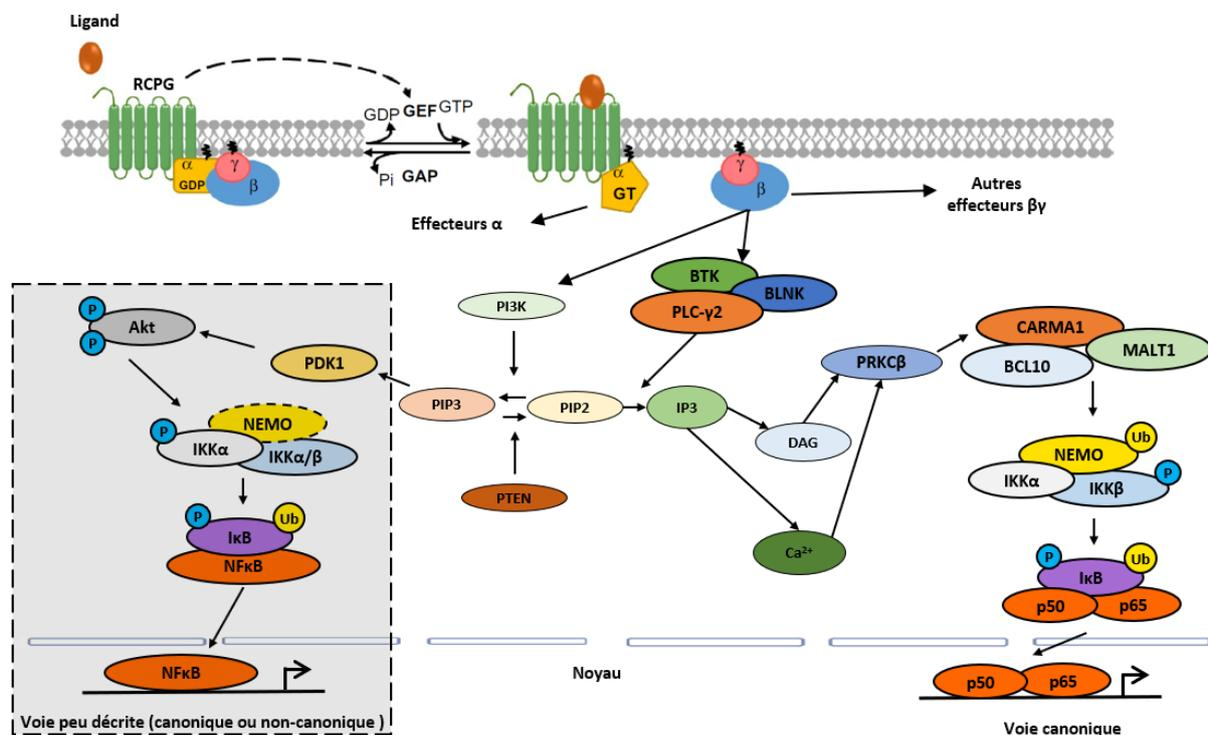 Ligand
RCPG
GDP GEF GTP
Pi GAP
α
GDP
γ
β
α
GT
γ
β
Effecteurs α
Autres
effecteurs βγ
BTK
BLNK
PLC-γ2
PI3K
P
P
Akt
PDK1
PIP3
PIP2
IP3
DAG
PRKCβ
CARMA1
BCL10
MALT1
NEMO
P
IKKα
IKKα/β
PTEN
Ca²⁺
NEMO
Ub
IKKα
IKKβ
P
P
Ub
IκB
NFκB
P
Ub
IκB
p50
p65
NFκB
Noyau
p50
p65
Voie peu décrite (canonique ou non-canonique )
Voie canonique